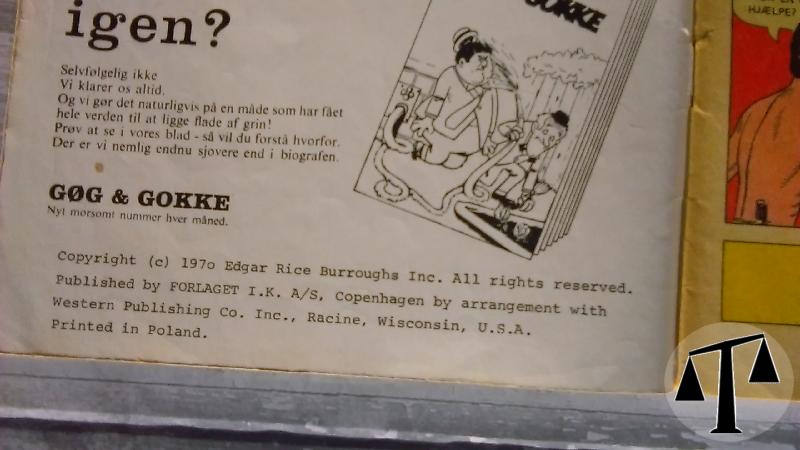 igen?
Selvfølgelig ikke
Vi klarer os altid.
Og vi gør det naturligvis på en måde som har fået
hele verden til at ligge flade af grin!
Prøv at se i vores blad - så vil du forstå hvorfor.
Der er vi nemlig endnu sjovere end i biografen.
GØG & GOKKE
Nyt morsomt nummer hver måned.
GOKKE
Copyright (c) 197o Edgar Rice Burroughs Inc. All rights reserved.
Published by FORLAGET I.K. A/S, Copenhagen by arrangement with
Western Publishing Co. Inc., Racine, Wisconsin, U.S.A.
Printed in Poland.
HJÆLPE?